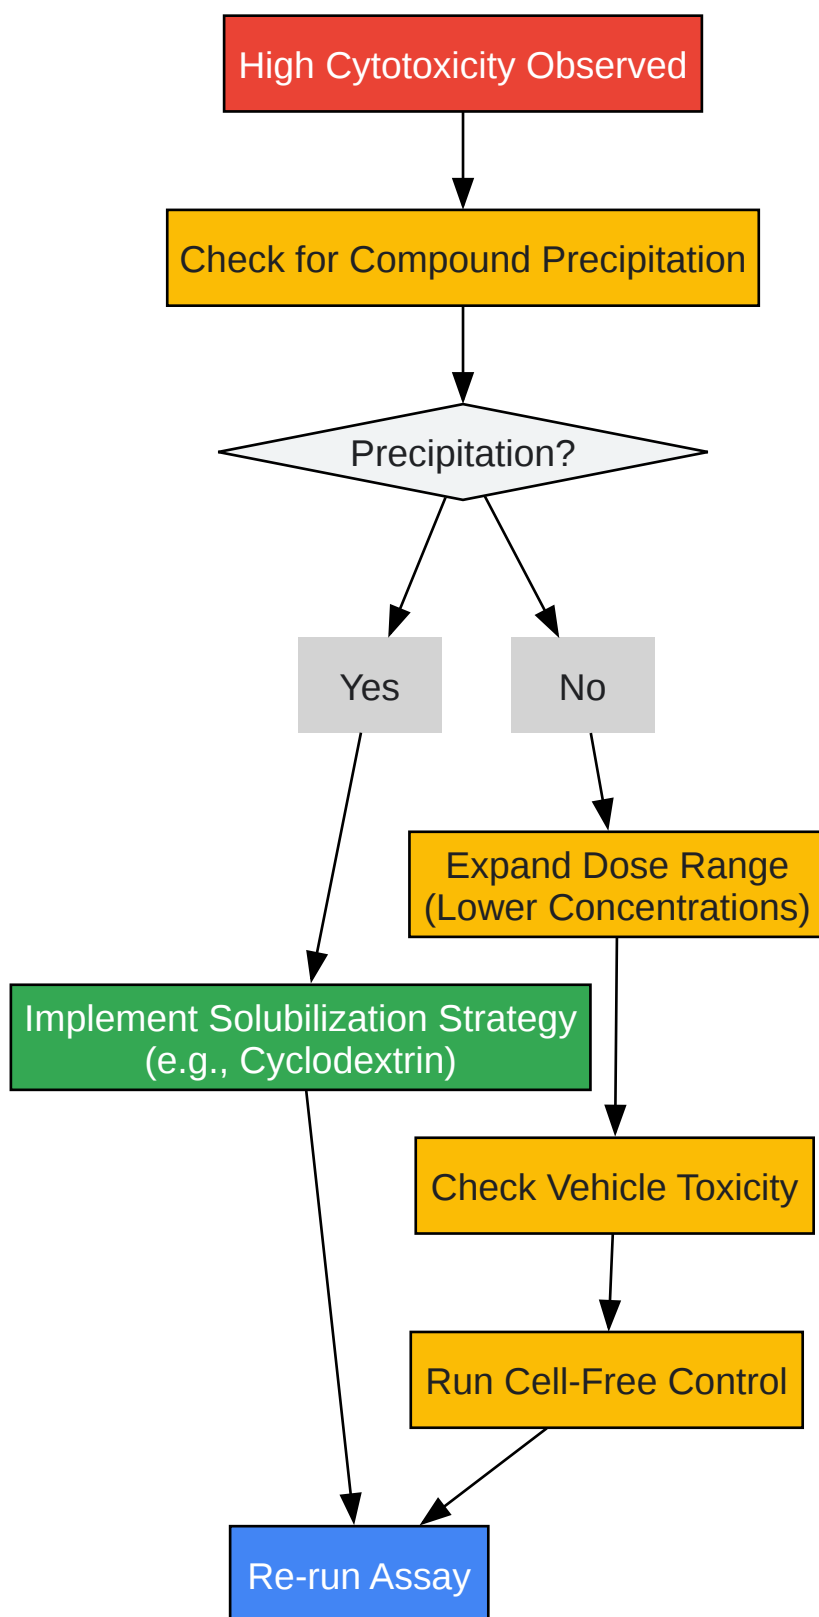 High Cytotoxicity Observed
Check for Compound Precipitation
Precipitation?
Yes
No
Expand Dose Range
(Lower Concentrations)
Implement Solubilization Strategy
(e.g., Cyclodextrin)
Check Vehicle Toxicity
Run Cell-Free Control
Re-run Assay